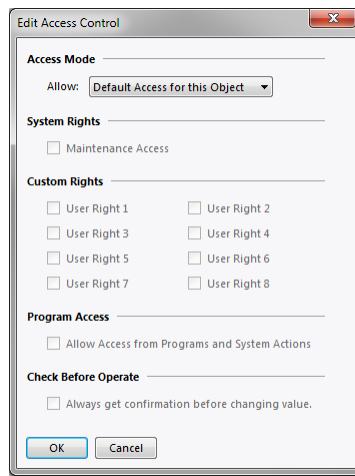 Edit Access Control
Access Mode
Allow: Default Access for this Object
System Rights
Maintenance Access
Custom Rights
User Right 1 User Right 2
User Right 3 User Right 4
User Right 5 User Right 6
User Right 7 User Right 8
Program Access
Allow Access from Programs and System Actions
Check Before Operate
Always get confirmation before changing value.
OK Cancel